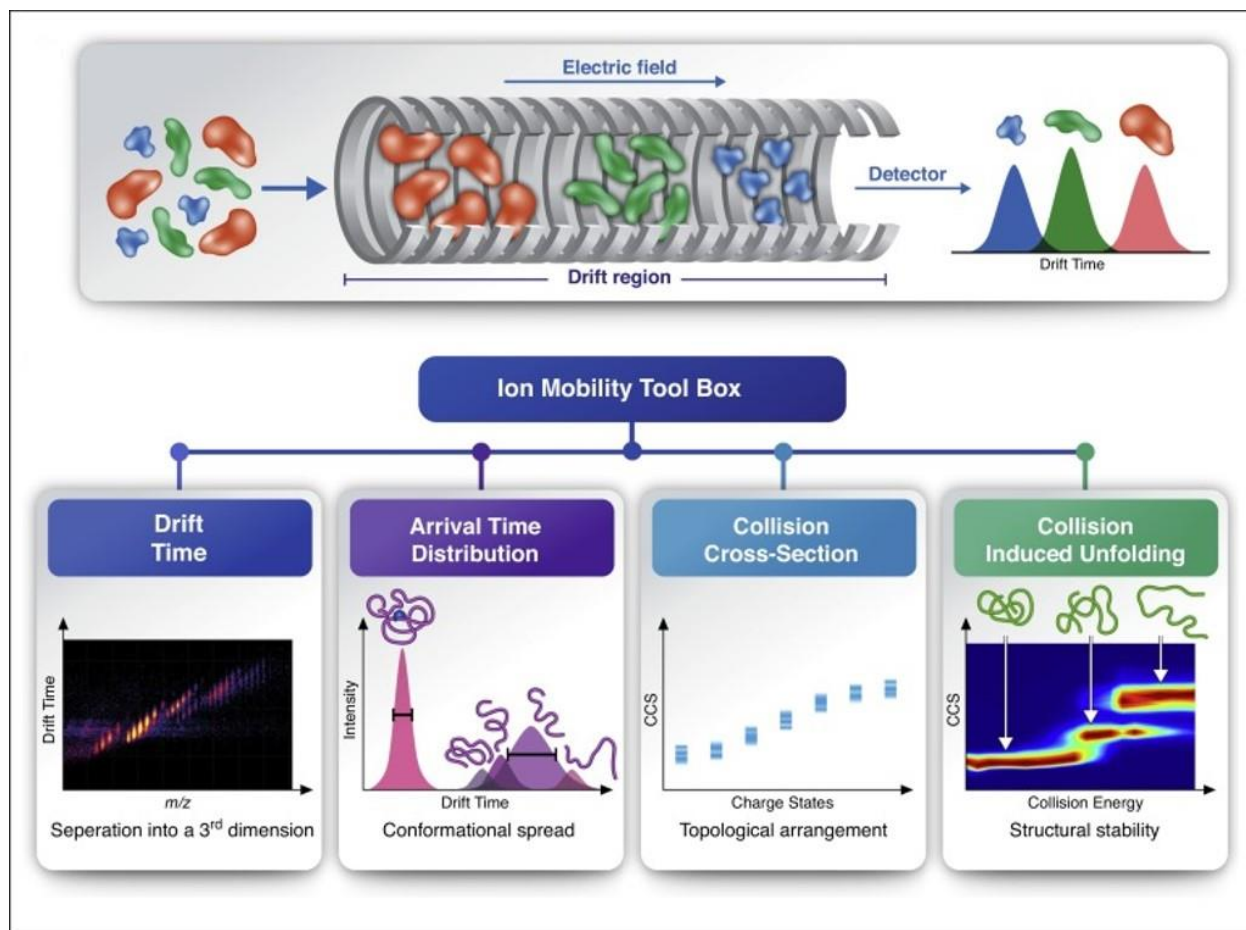 Electric field
Detector
Drift Time
Drift region
Ion Mobility Tool Box
Drift
Time
Drift Time
m/z
Seperation into a 3rd dimension
Arrival Time
Distribution
Intensity
Drift Time
Conformational spread
Collision
Cross-Section
CCS
Charge States
Topological arrangement
Collision
Induced Unfolding
CCS
Collision Energy
Structural stability